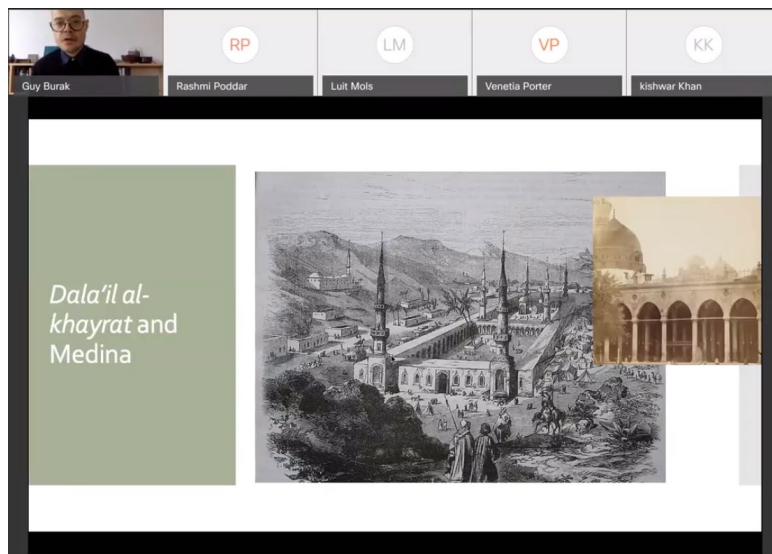 RP
LM
VP
KK
Guy Burak
Rashmi Poddar
Luit Mols
Venetia Porter
kishwar Khan
Dala'il al-
khayrat and
Medina